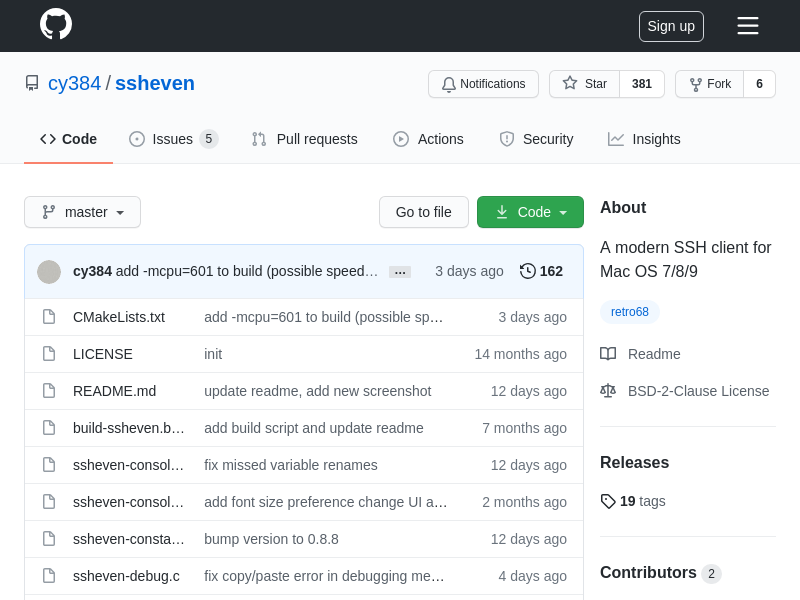 Sign up
cy384 / ssheven
Notifications
Star 381
Fork 6
Code
Issues 5
Pull requests
Actions
Security
Insights
master
Go to file
Code
cy384 add -mcpu=601 to build (possible speed… … 3 days ago 162
CMakeLists.txt add -mcpu=601 to build (possible sp… 3 days ago
LICENSE init 14 months ago
README.md update readme, add new screenshot 12 days ago
build-ssheven.b… add build script and update readme 7 months ago
ssheven-consol… fix missed variable renames 12 days ago
ssheven-consol… add font size preference change UI a… 2 months ago
ssheven-consta… bump version to 0.8.8 12 days ago
ssheven-debug.c fix copy/paste error in debugging me… 4 days ago
About
A modern SSH client for
Mac OS 7/8/9
retro68
Readme
BSD-2-Clause License
Releases
19 tags
Contributors 2